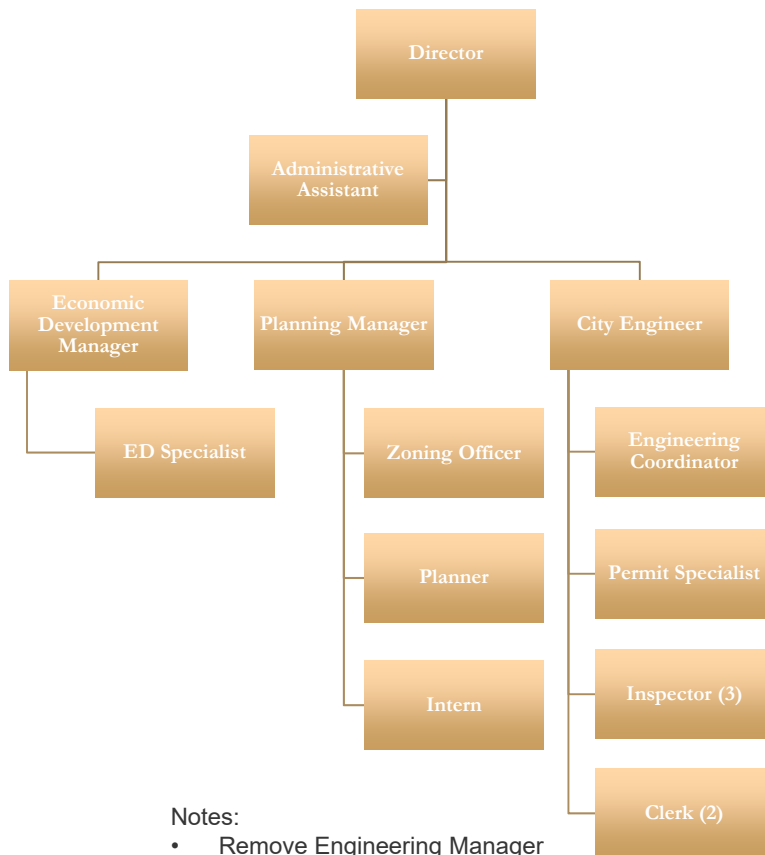 Director
Administrative
Assistant
Economic
Development
Manager
Planning Manager
City Engineer
ED Specialist
Zoning Officer
Planner
Intern
Engineering
Coordinator
Permit Specialist
Inspector (3)
Clerk (2)
Notes:
• Remove Engineering Manager